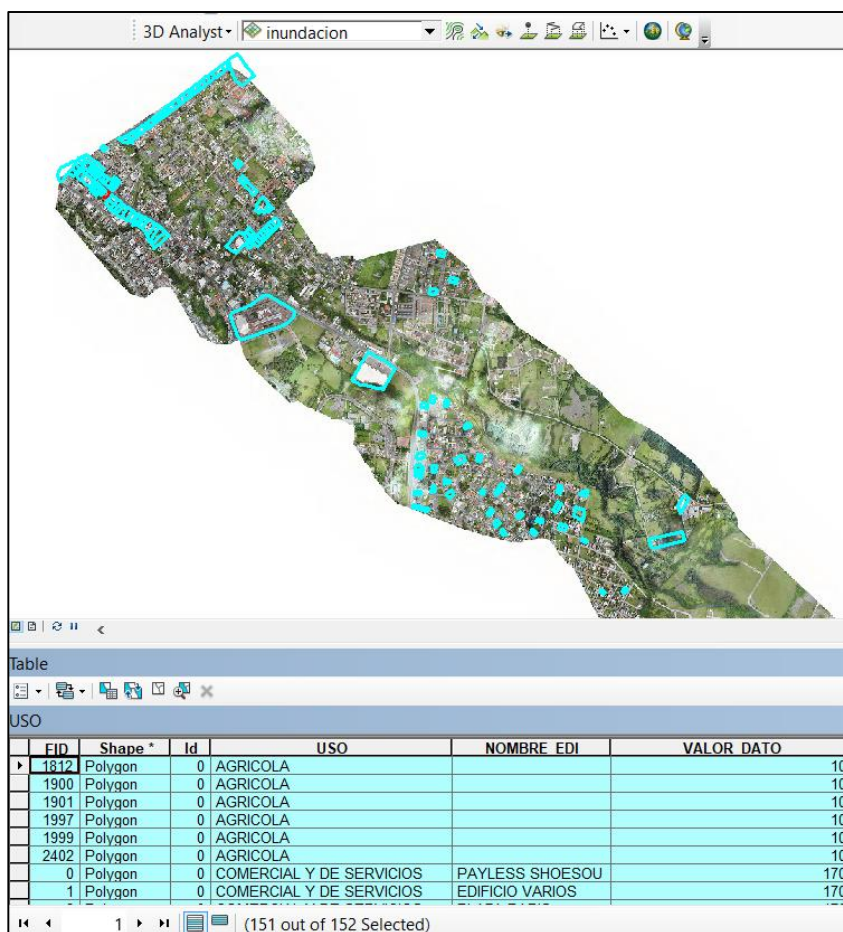 3D Analyst inundacion
Table
USO
FID Shape * Id USO NOMBRE_EDI VALOR_DATO
1812 Polygon 0 AGRICOLA 10
1900 Polygon 0 AGRICOLA 10
1901 Polygon 0 AGRICOLA 10
1997 Polygon 0 AGRICOLA 10
1999 Polygon 0 AGRICOLA 10
2402 Polygon 0 AGRICOLA 10
0 Polygon 0 COMERCIAL Y DE SERVICIOS PAYLESS SHOESOU 170
1 Polygon 0 COMERCIAL Y DE SERVICIOS EDIFICIO VARIOS 170
1 (151 out of 152 Selected)